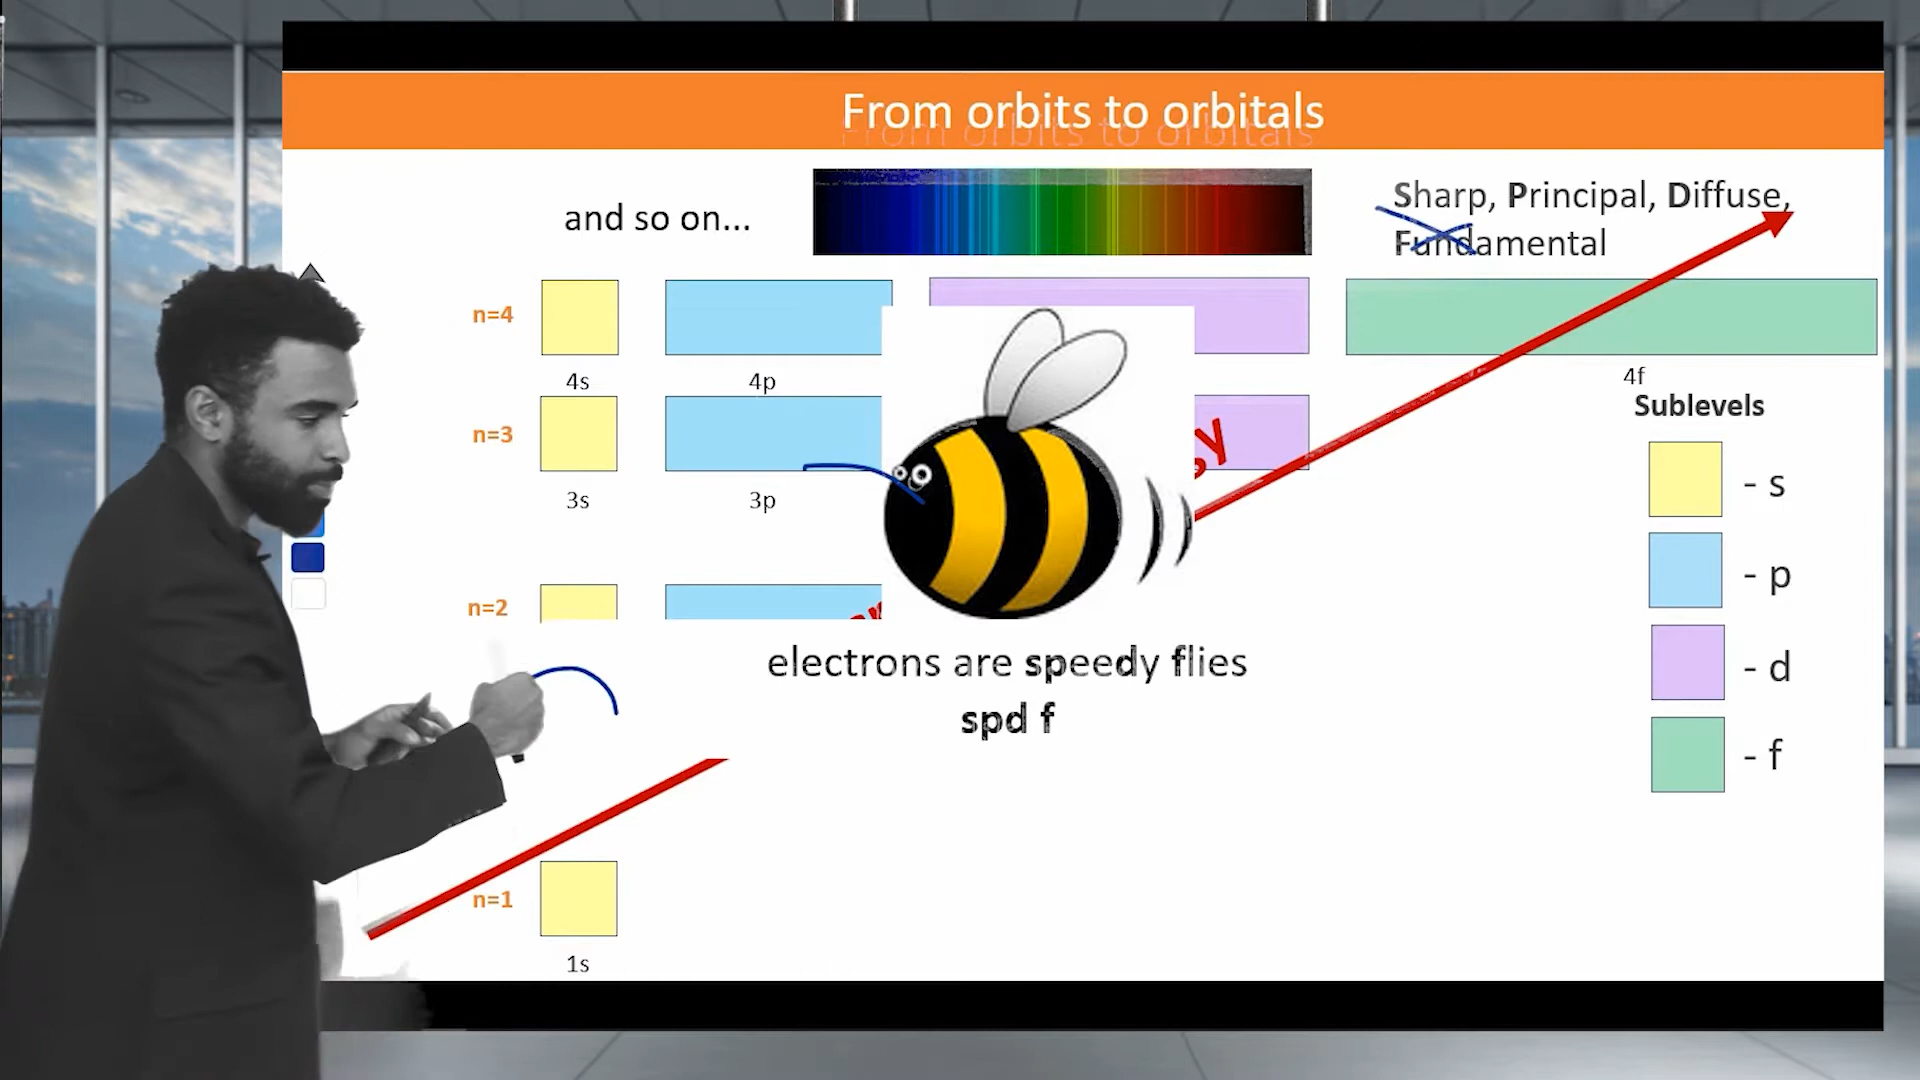 From orbits to orbitals
and so on...
Sharp, Principal, Diffuse,
Fundamental
n=4
4s
4p
4f
n=3
3s
3p
Sublevels
- s
- p
- d
- f
n=2
electrons are speedy flies
spd f
n=1
1s